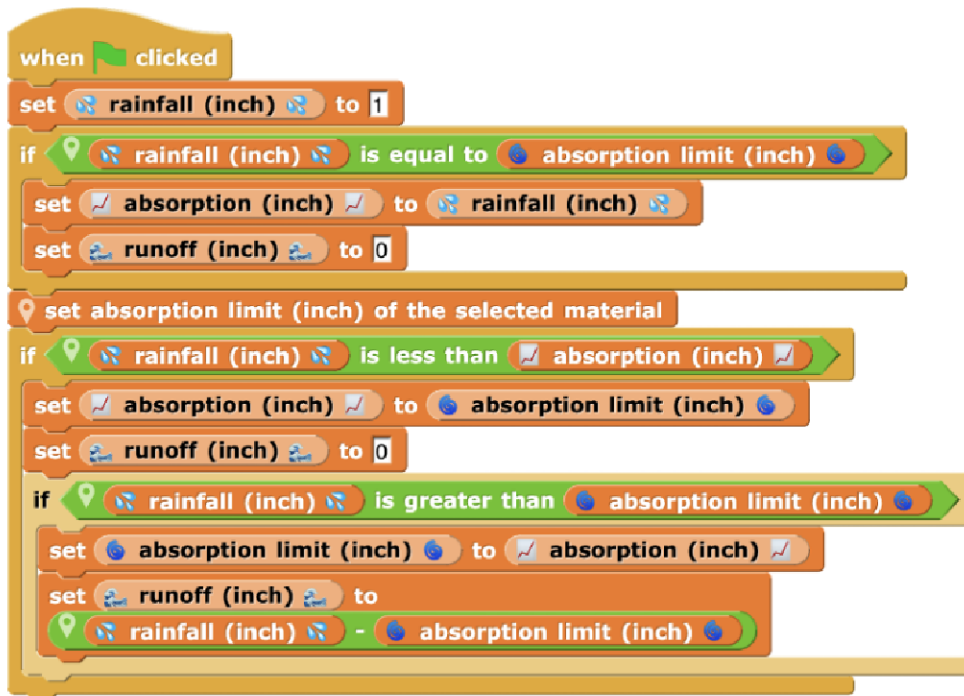 when clicked
set rainfall (inch) to 1
if rainfall (inch) is equal to absorption limit (inch)
set absorption (inch) to rainfall (inch)
set runoff (inch) to 0
set absorption limit (inch) of the selected material
if rainfall (inch) is less than absorption (inch)
set absorption (inch) to absorption limit (inch)
set runoff (inch) to 0
if rainfall (inch) is greater than absorption limit (inch)
set absorption limit (inch) to absorption (inch)
set runoff (inch) to
rainfall (inch) - absorption limit (inch)